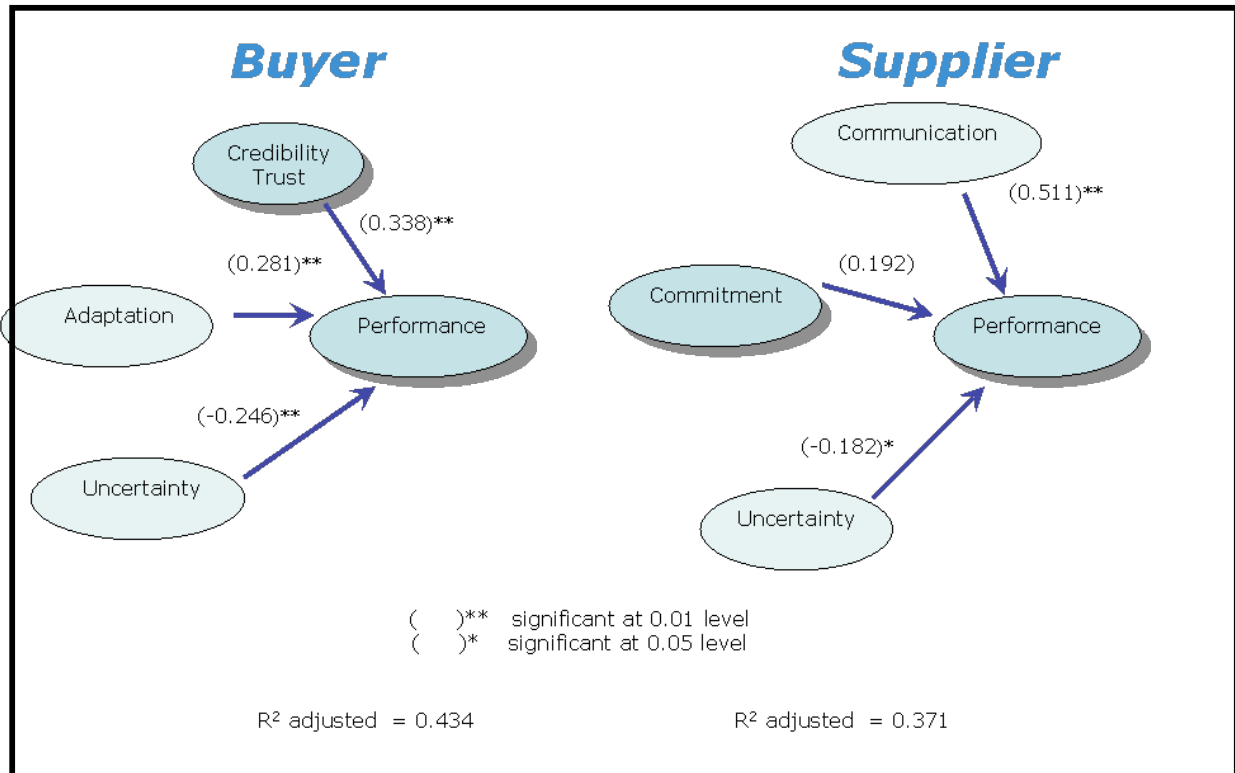 Buyer
Supplier
Credibility
Trust
(0.338)**
(0.281)**
Adaptation
Performance
(-0.246)**
Uncertainty
Communication
(0.511)**
(0.192)
Commitment
Performance
(-0.182)*
Uncertainty
( )** significant at 0.01 level
( )* significant at 0.05 level
R² adjusted = 0.434
R² adjusted = 0.371